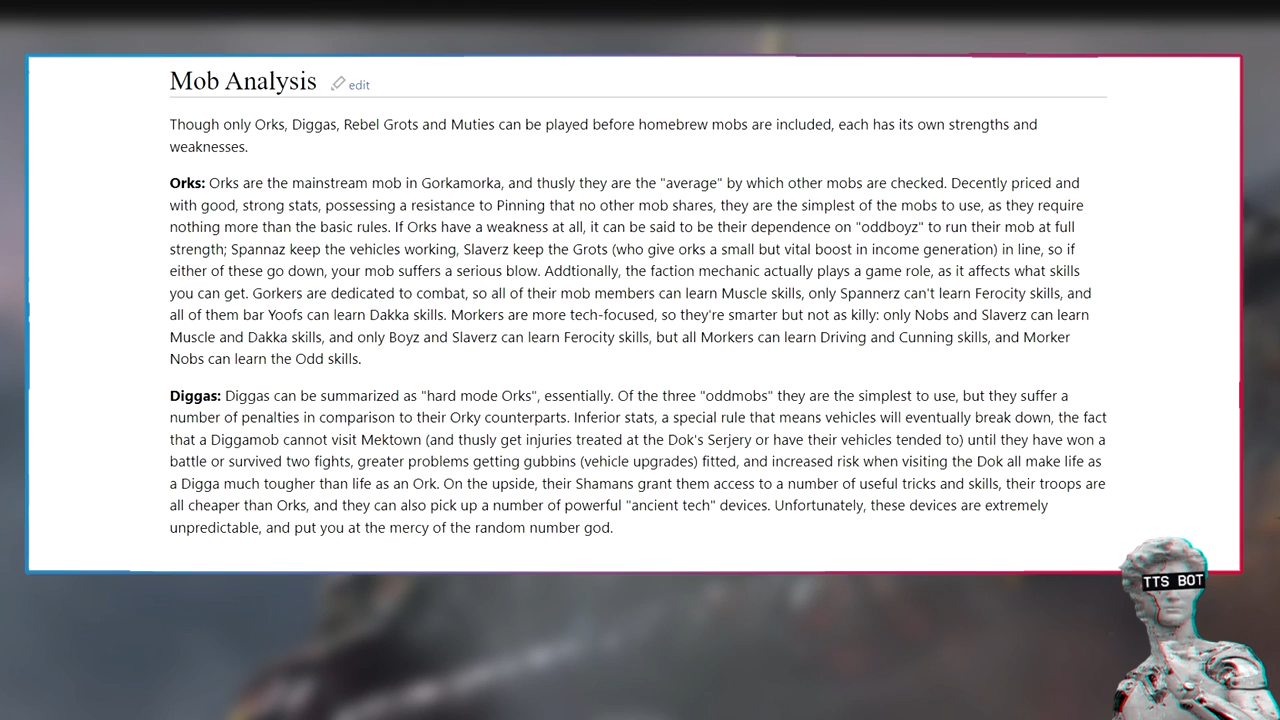 Mob Analysis edit
Though only Orks, Diggas, Rebel Grots and Muties can be played before homebrew mobs are included, each has its own strengths and
weaknesses.
Orks: Orks are the mainstream mob in Gorkamorka, and thusly they are the "average" by which other mobs are checked. Decently priced and
with good, strong stats, possessing a resistance to Pinning that no other mob shares, they are the simplest of the mobs to use, as they require
nothing more than the basic rules. If Orks have a weakness at all, it can be said to be their dependence on "oddboyz" to run their mob at full
strength; Spannaz keep the vehicles working, Slaverz keep the Grots (who give orks a small but vital boost in income generation) in line, so if
either of these go down, your mob suffers a serious blow. Addtionally, the faction mechanic actually plays a game role, as it affects what skills
you can get. Gorkers are dedicated to combat, so all of their mob members can learn Muscle skills, only Spannerz can't learn Ferocity skills, and
all of them bar Yoofs can learn Dakka skills. Morkers are more tech-focused, so they're smarter but not as killy: only Nobs and Slaverz can learn
Muscle and Dakka skills, and only Boyz and Slaverz can learn Ferocity skills, but all Morkers can learn Driving and Cunning skills, and Morker
Nobs can learn the Odd skills.
Diggas: Diggas can be summarized as "hard mode Orks", essentially. Of the three "oddmobs" they are the simplest to use, but they suffer a
number of penalties in comparison to their Orky counterparts. Inferior stats, a special rule that means vehicles will eventually break down, the fact
that a Diggamob cannot visit Mektown (and thusly get injuries treated at the Dok's Serjery or have their vehicles tended to) until they have won a
battle or survived two fights, greater problems getting gubbins (vehicle upgrades) fitted, and increased risk when visiting the Dok all make life as
a Digga much tougher than life as an Ork. On the upside, their Shamans grant them access to a number of useful tricks and skills, their troops are
all cheaper than Orks, and they can also pick up a number of powerful "ancient tech" devices. Unfortunately, these devices are extremely
unpredictable, and put you at the mercy of the random number god.
TTS BOT